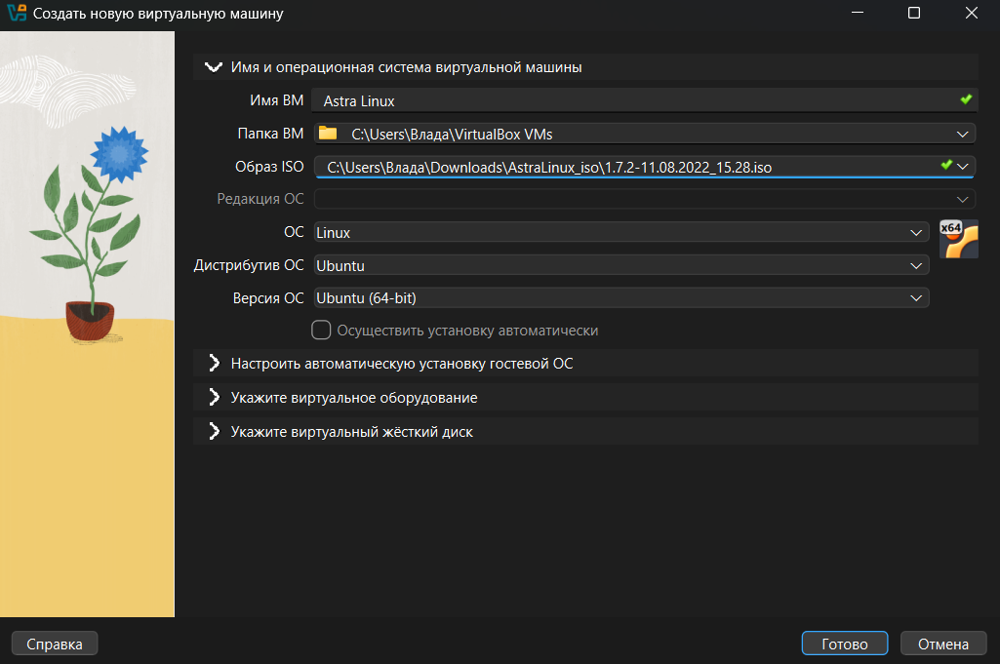 Создать новую виртуальную машину
Имя и операционная система виртуальной машины
Имя ВМ Astra Linux
Папка ВМ C:\Users\Влада\VirtualBox VMs
Образ ISO C:\Users\Влада\Downloads\AstraLinux_iso\1.7.2-11.08.2022_15.28.iso
Редакция ОС
ОС Linux
x64
Дистрибутив ОС Ubuntu
Версия ОС Ubuntu (64-bit)
Осуществить установку автоматически
Настроить автоматическую установку гостевой ОС
Укажите виртуальное оборудование
Укажите виртуальный жёсткий диск
Справка Готово Отмена